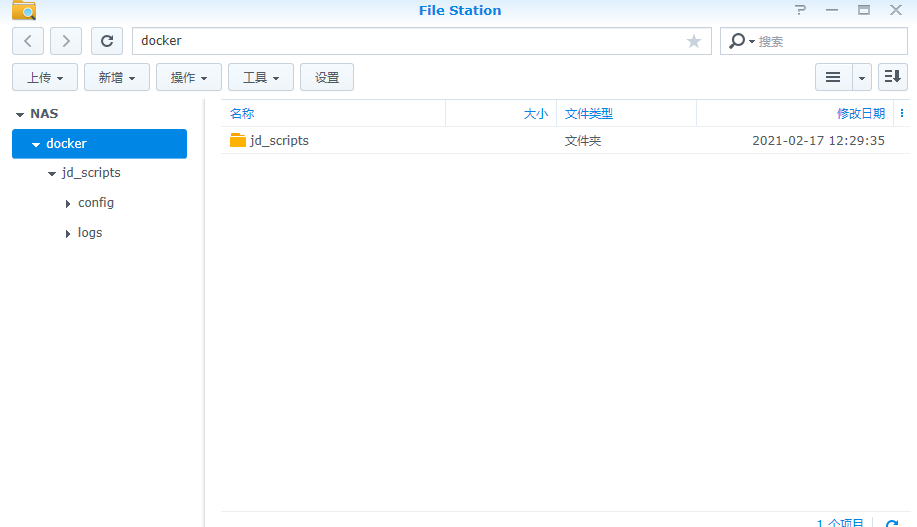 File Station
docker
搜索
上传 新增 操作 工具 设置
NAS
docker
jd_scripts
config
logs
名称 大小 文件类型 修改日期
jd_scripts 文件夹 2021-02-17 12:29:35
1 个项目